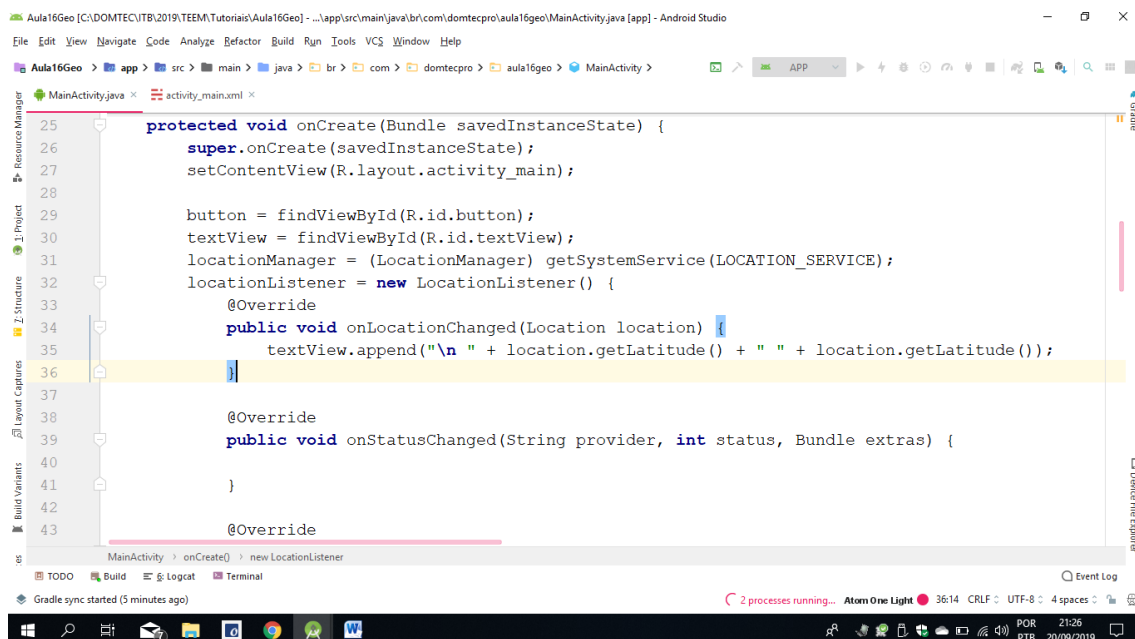 Aula16Geo [C:\DOMTEC\ITB\2019\TEEM\Tutoriais\Aula16Geo] - ...\app\src\main\java\br\com\domtecpro\aula16geo\MainActivity.java [app] - Android Studio
File Edit View Navigate Code Analyze Refactor Build Run Tools VCS Window Help
Aula16Geo > app > src > main > java > br > com > domtecpro > aula16geo > MainActivity > APP
MainActivity.java × activity_main.xml ×
Resource Manager
1: Project
Z: Structure
Layout Captures
Build Variants
Gradle
Device File Explorer
25 protected void onCreate(Bundle savedInstanceState) {
26 super.onCreate(savedInstanceState);
27 setContentView(R.layout.activity_main);
28
29 button = findViewById(R.id.button);
30 textView = findViewById(R.id.textView);
31 locationManager = (LocationManager) getSystemService(LOCATION_SERVICE);
32 locationListener = new LocationListener() {
33 @Override
34 public void onLocationChanged(Location location) {
35 textView.append("\n " + location.getLatitude() + " " + location.getLatitude());
36 }
37
38 @Override
39 public void onStatusChanged(String provider, int status, Bundle extras) {
40
41 }
42
43 @Override
MainActivity > onCreate() > new LocationListener
TODO Build 6: Logcat Terminal Event Log
Gradle sync started (5 minutes ago) 2 processes running... Atom One Light 36:14 CRLF UTF-8 4 spaces
POR 21:26
PTB 20/09/2019